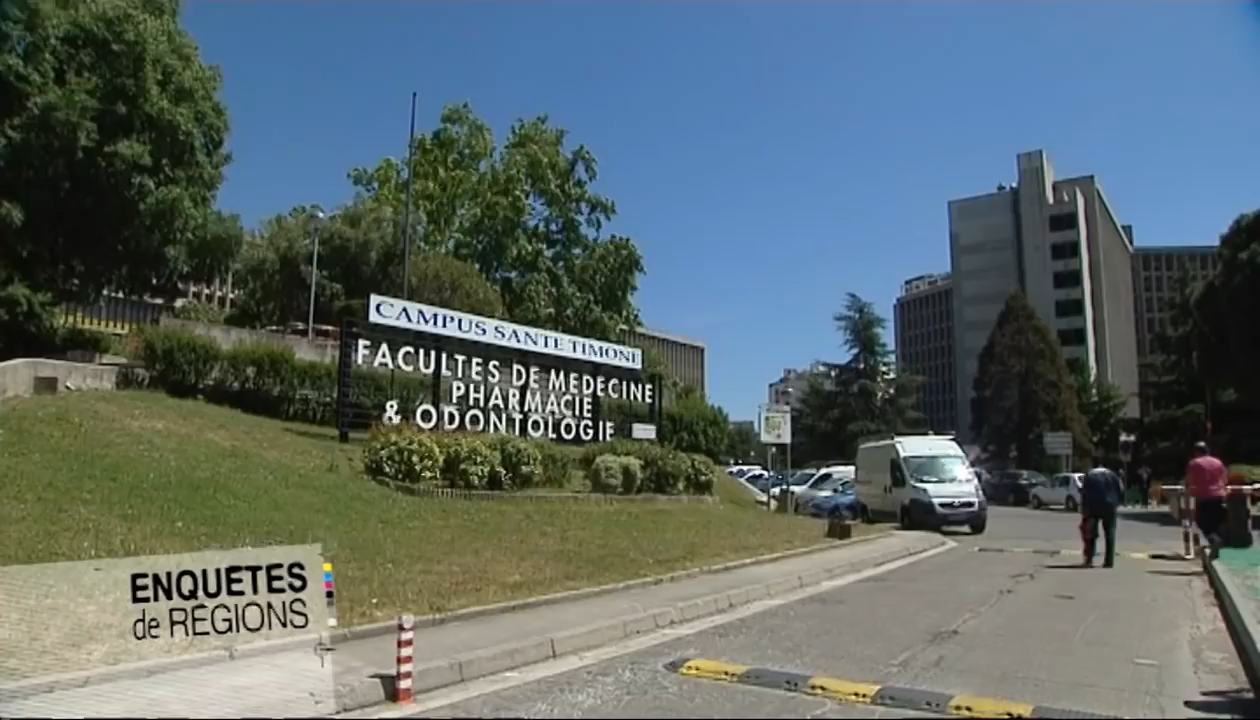 CAMPUS SANTE TIMONE
FACULTES DE MEDECINE
PHARMACIE
& ODONTOLOGIE
ENQUETES
de RÉGIONS